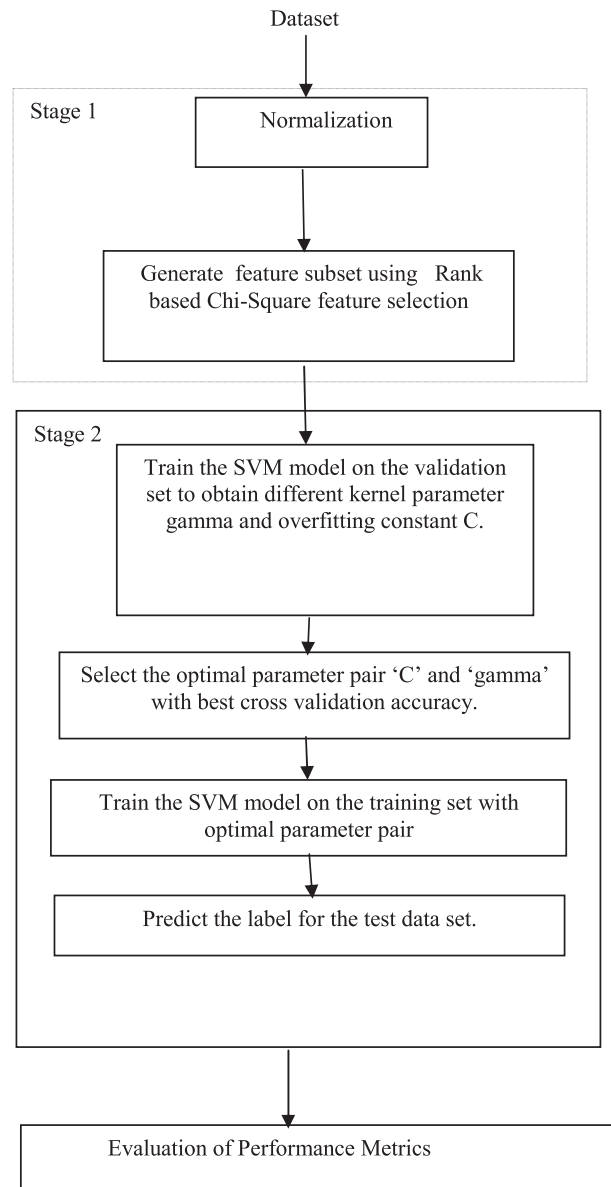 Dataset
Stage 1
Normalization
Generate feature subset using Rank
based Chi-Square feature selection
Stage 2
Train the SVM model on the validation
set to obtain different kernel parameter
gamma and overfitting constant C.
Select the optimal parameter pair ‘C’ and ‘gamma’
with best cross validation accuracy.
Train the SVM model on the training set with
optimal parameter pair
Predict the label for the test data set.
Evaluation of Performance Metrics